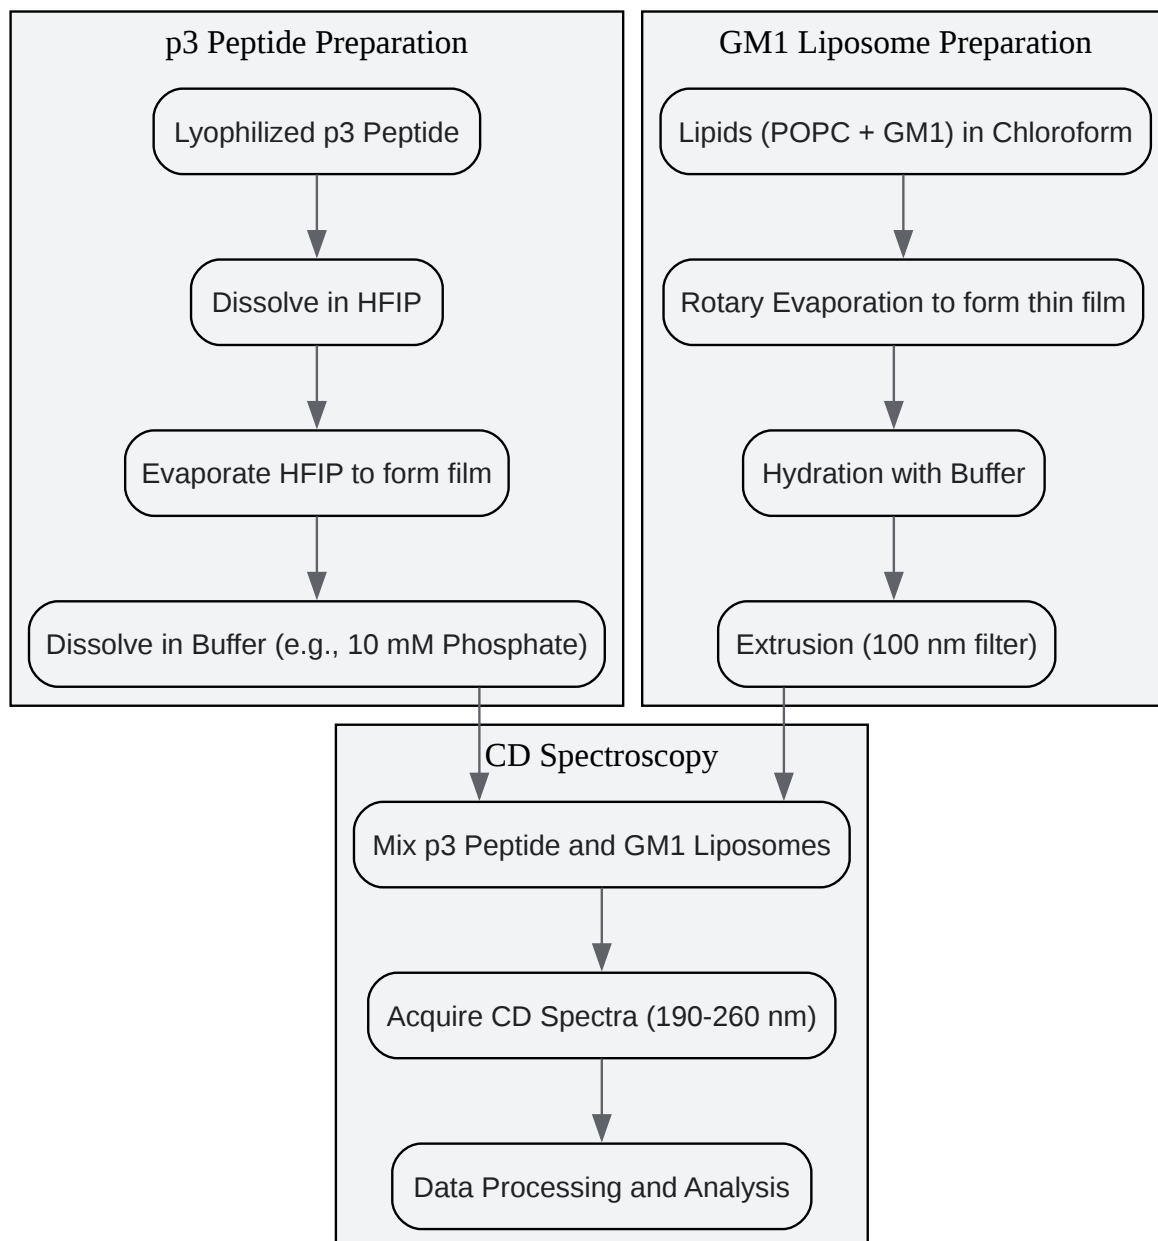 p3 Peptide Preparation
Lyophilized p3 Peptide
Dissolve in HFIP
Evaporate HFIP to form film
Dissolve in Buffer (e.g., 10 mM Phosphate)
GM1 Liposome Preparation
Lipids (POPC + GM1) in Chloroform
Rotary Evaporation to form thin film
Hydration with Buffer
Extrusion (100 nm filter)
CD Spectroscopy
Mix p3 Peptide and GM1 Liposomes
Acquire CD Spectra (190-260 nm)
Data Processing and Analysis